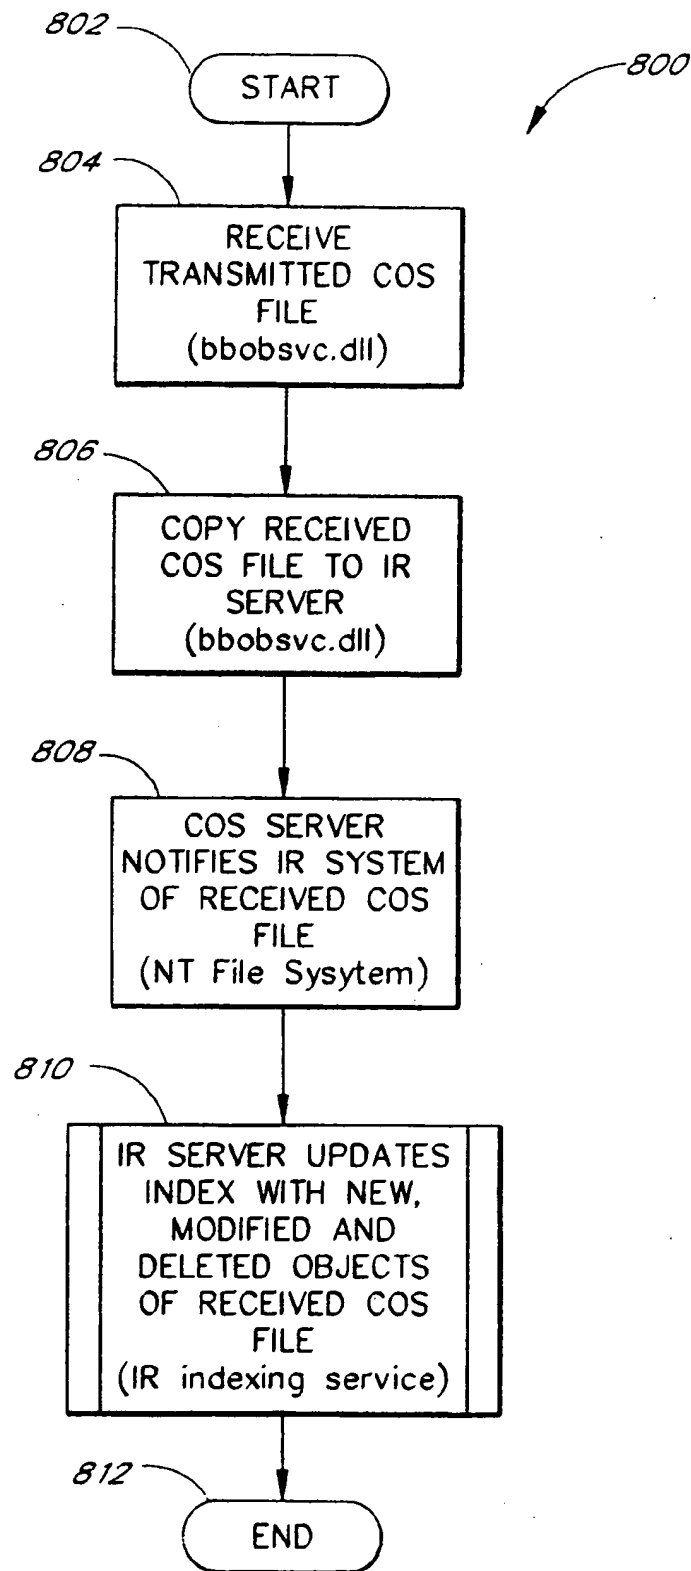 802
START
800
804
RECEIVE
TRANSMITTED COS
FILE
(bbobsvc.dll)
806
COPY RECEIVED
COS FILE TO IR
SERVER
(bbobsvc.dll)
808
COS SERVER
NOTIFIES IR SYSTEM
OF RECEIVED COS
FILE
(NT File Sysytem)
810
IR SERVER UPDATES
INDEX WITH NEW,
MODIFIED AND
DELETED OBJECTS
OF RECEIVED COS
FILE
(IR indexing service)
812
END